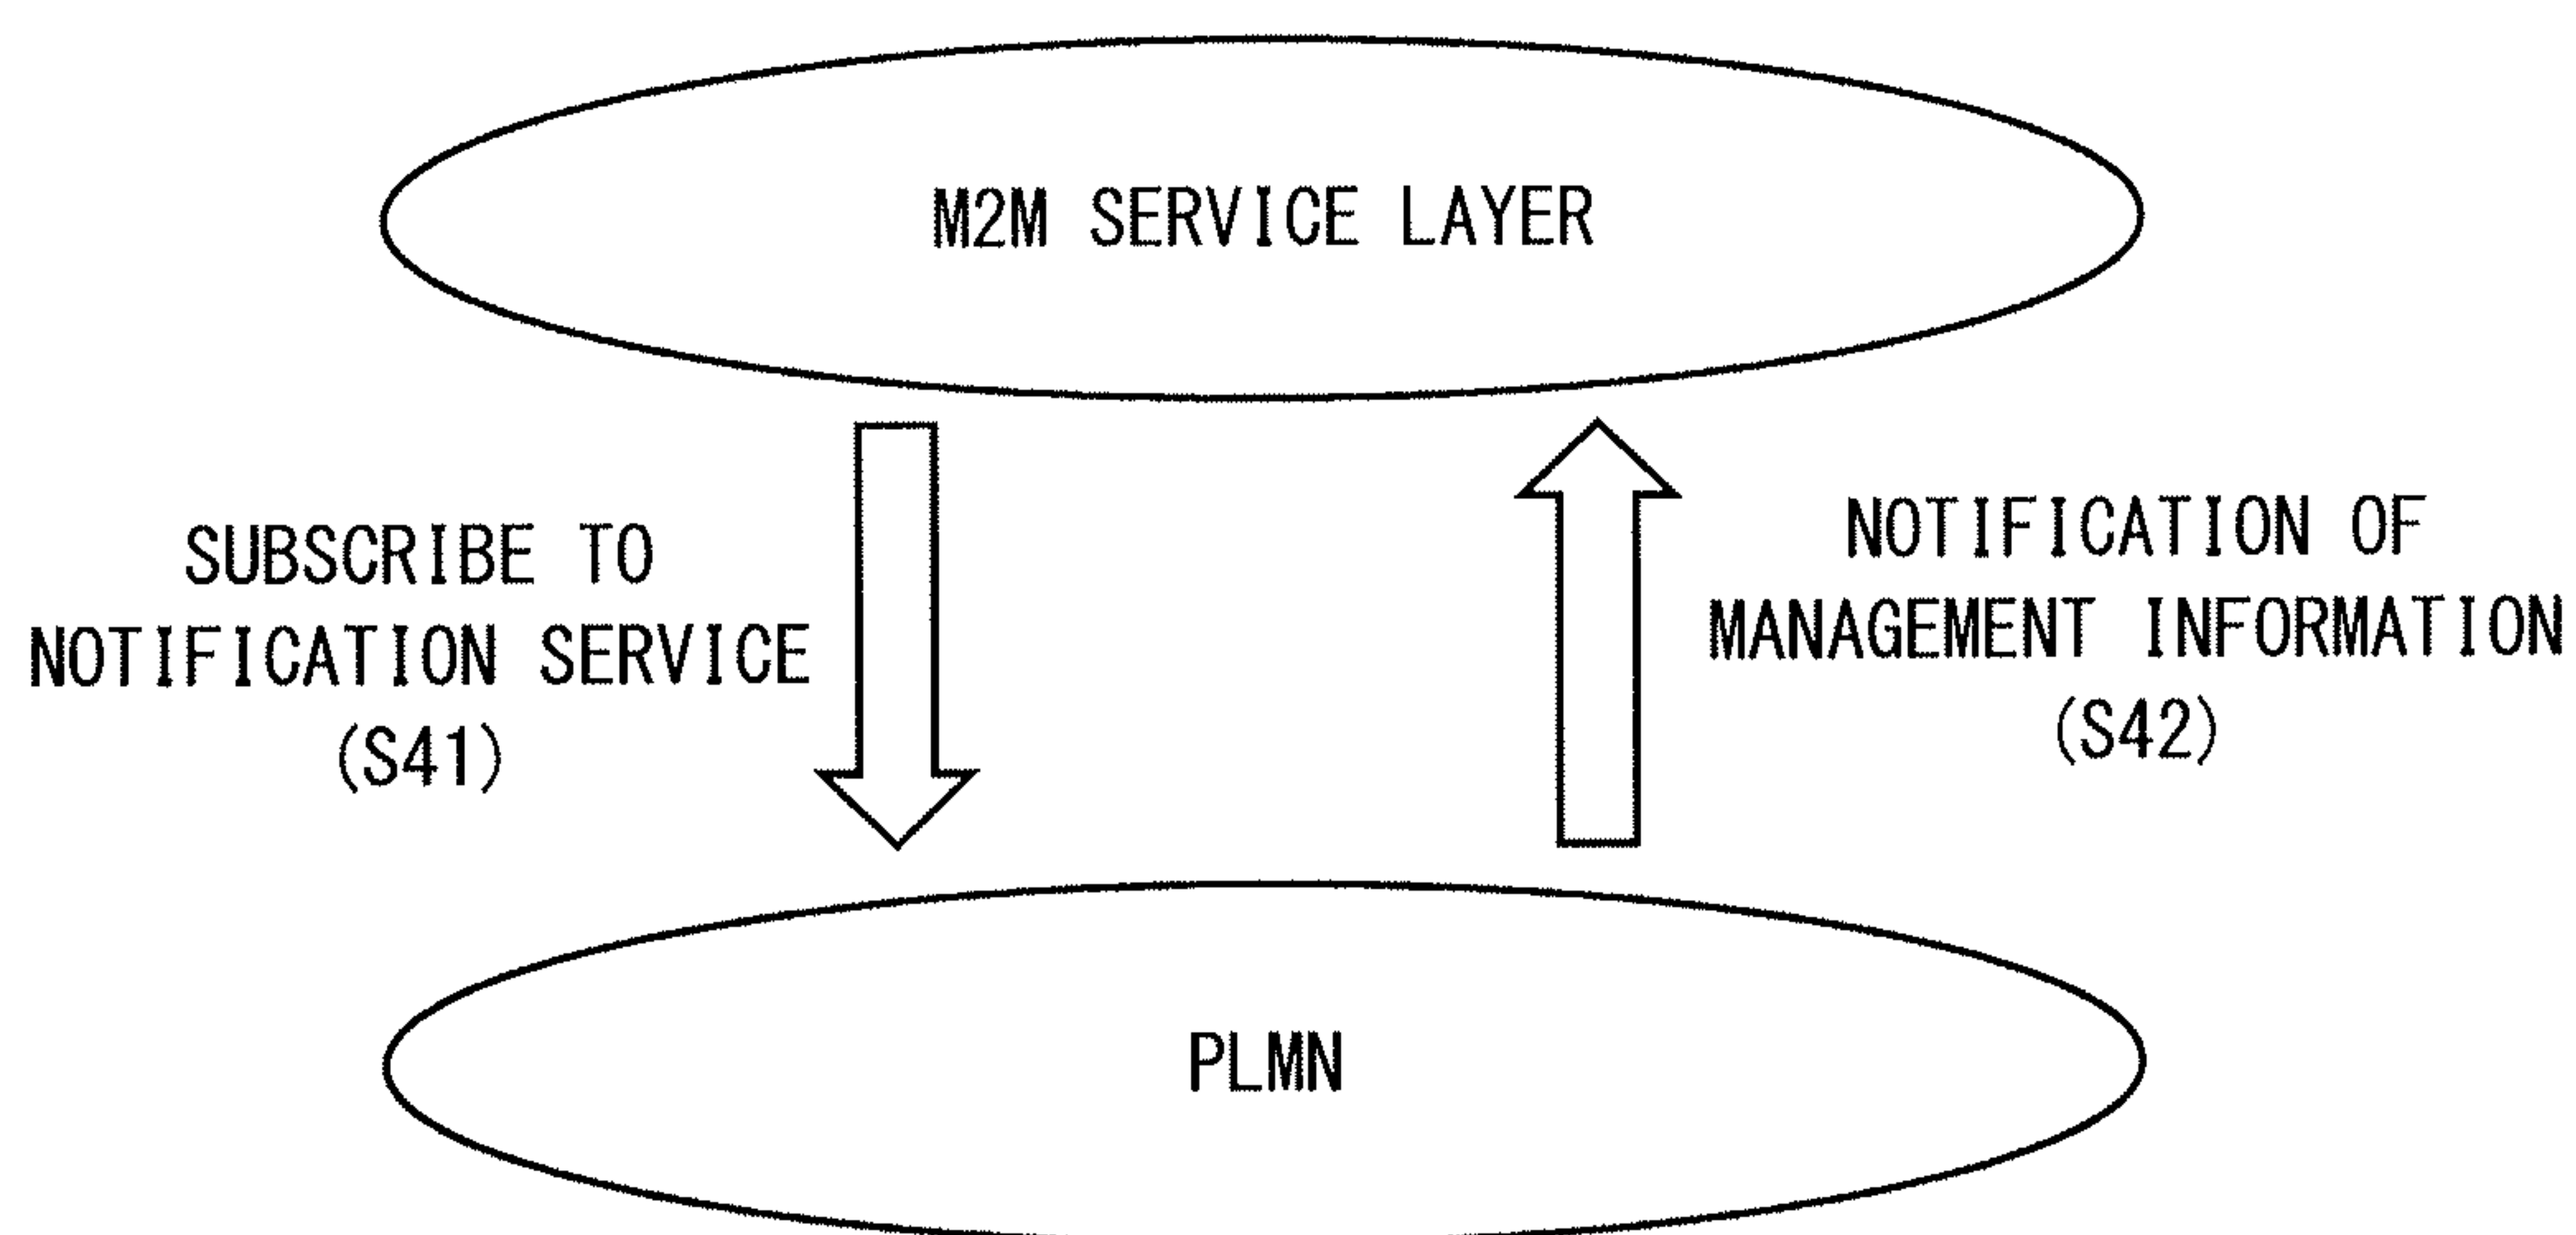 M2M SERVICE LAYER
SUBSCRIBE TO
NOTIFICATION SERVICE
(S41)
NOTIFICATION OF
MANAGEMENT INFORMATION
(S42)
PLMN